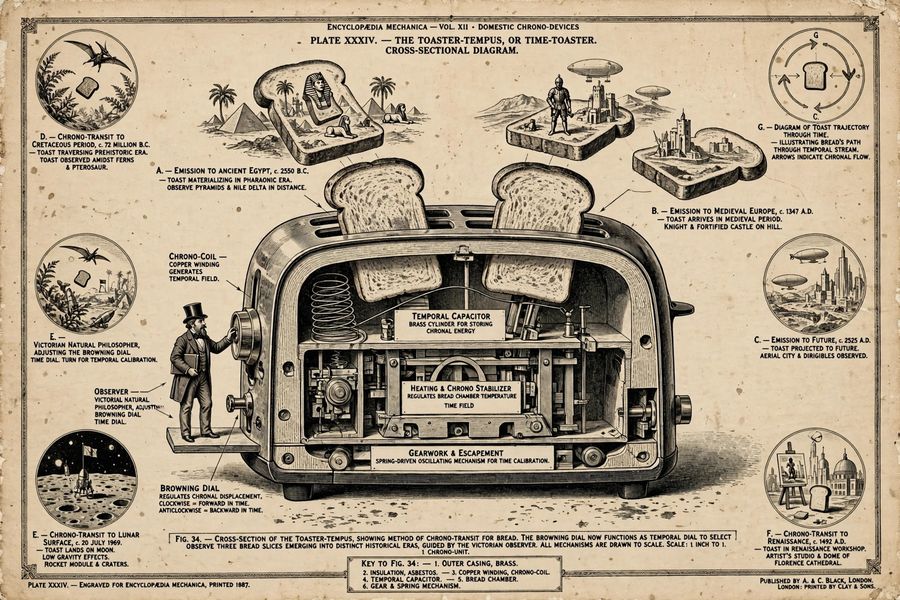 ENCYCLOPÆDIA MECHANICA — VOL. XII • DOMESTIC CHRONO-DEVICES
PLATE XXXIV. — THE TOASTER-TEMPUS, OR TIME-TOASTER.
CROSS-SECTIONAL DIAGRAM.
D. — CHRONO-TRANSIT TO
CRETACEOUS PERIOD, C. 72 MILLION B.C.
— TOAST TRAVERSING PREHISTORIC ERA.
TOAST OBSERVED AMIDST FERNS
& PTEROSAUR.
A. — EMISSION TO ANCIENT EGYPT, C. 2550 B.C.
— TOAST MATERIALIZING IN PHARAONIC ERA.
OBSERVE PYRAMIDS & NILE DELTA IN DISTANCE.
G
C.
G. — DIAGRAM OF TOAST TRAJECTORY
THROUGH TIME.
— ILLUSTRATING BREAD'S PATH
THROUGH TEMPORAL STREAM.
ARROWS INDICATE CHRONAL FLOW.
B. — EMISSION TO MEDIEVAL EUROPE, C. 1347 A.D.
— TOAST ARRIVES IN MEDIEVAL PERIOD.
KNIGHT & FORTIFIED CASTLE ON HILL.
CHRONO-COIL —
COPPER WINDING
GENERATES
TEMPORAL FIELD.
E. —
VICTORIAN NATURAL PHILOSOPHER,
ADJUSTING THE BROWNING DIAL
TIME DIAL. TURN FOR TEMPORAL CALIBRATION.
TEMPORAL CAPACITOR
BRASS CYLINDER FOR STORING
CHRONAL ENERGY
C. — EMISSION TO FUTURE, C. 2525 A.D.
— TOAST PROJECTED TO FUTURE.
AERIAL CITY & DIRIGIBLES OBSERVED.
OBSERVER —
VICTORIAN NATURAL
PHILOSOPHER,
BROWNING DIAL
TIME DIAL.
HEATING & CHRONO STABILIZER
REGULATES BREAD CHAMBER TEMPERATURE
TIME FIELD
GEARWORK & ESCAPEMENT
SPRING-DRIVEN OSCILLATING MECHANISM FOR TIME CALIBRATION.
BROWNING DIAL
REGULATES CHRONAL DISPLACEMENT,
CLOCKWISE = FORWARD IN TIME,
ANTICLOCKWISE = BACKWARD IN TIME.
E. — CHRONO-TRANSIT TO LUNAR
SURFACE, C. 20 JULY 1969.
— TOAST LANDS ON MOON.
LOW GRAVITY EFFECTS.
ROCKET MODULE & CRATERS.
F. — CHRONO-TRANSIT TO
RENAISSANCE, C. 1492 A.D.
— TOAST IN RENAISSANCE WORKSHOP.
ARTIST'S STUDIO & DOME OF
FLORENCE CATHEDRAL.
FIG. 34. — CROSS-SECTION OF THE TOASTER-TEMPUS, SHOWING METHOD OF CHRONO-TRANSIT FOR BREAD. THE BROWNING DIAL NOW FUNCTIONS AS TEMPORAL DIAL TO SELECT
OBSERVE THREE BREAD SLICES EMERGING INTO DISTINCT HISTORICAL ERAS, GUIDED BY THE VICTORIAN OBSERVER. ALL MECHANISMS ARE DRAWN TO SCALE. SCALE: 1 INCH TO 1.
1 CHRONO-UNIT.
KEY TO FIG. 34: — 1. OUTER CASING, BRASS.
2. INSULATION, ASBESTOS. — 3. COPPER WINDING, CHRONO-COIL.
4. TEMPORAL CAPACITOR. — 5. BREAD CHAMBER.
6. GEAR & SPRING MECHANISM.
PLATE XXXIV. — ENGRAVED FOR ENCYCLOPÆDIA MECHANICA, PRINTED 1887.
PUBLISHED BY A. & C. BLACK, LONDON.
LONDON: PRINTED BY CLAY & SONS.